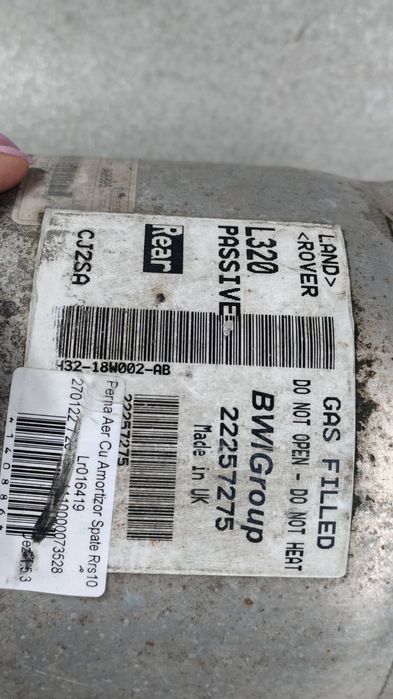 LAND>
<ROVER
L320
PASSIVE
Rear
CJ2SA
H32-18W002-AB
GAS FILLED
DO NOT OPEN - DO NOT HEAT
BWIGroup
22257275
Made in UK
22257275
Perna Aer Cu Amortizor Spate Rrs10
Lr016419
*140886*